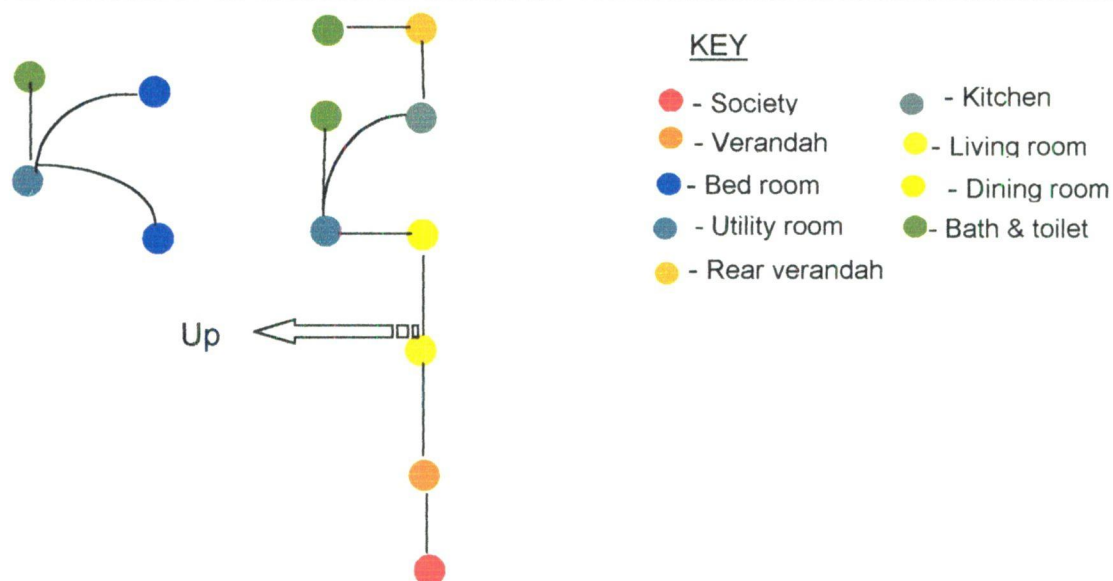 KEY
- Society
- Verandah
- Bed room
- Utility room
- Rear verandah
- Kitchen
- Living room
- Dining room
- Bath & toilet
Up